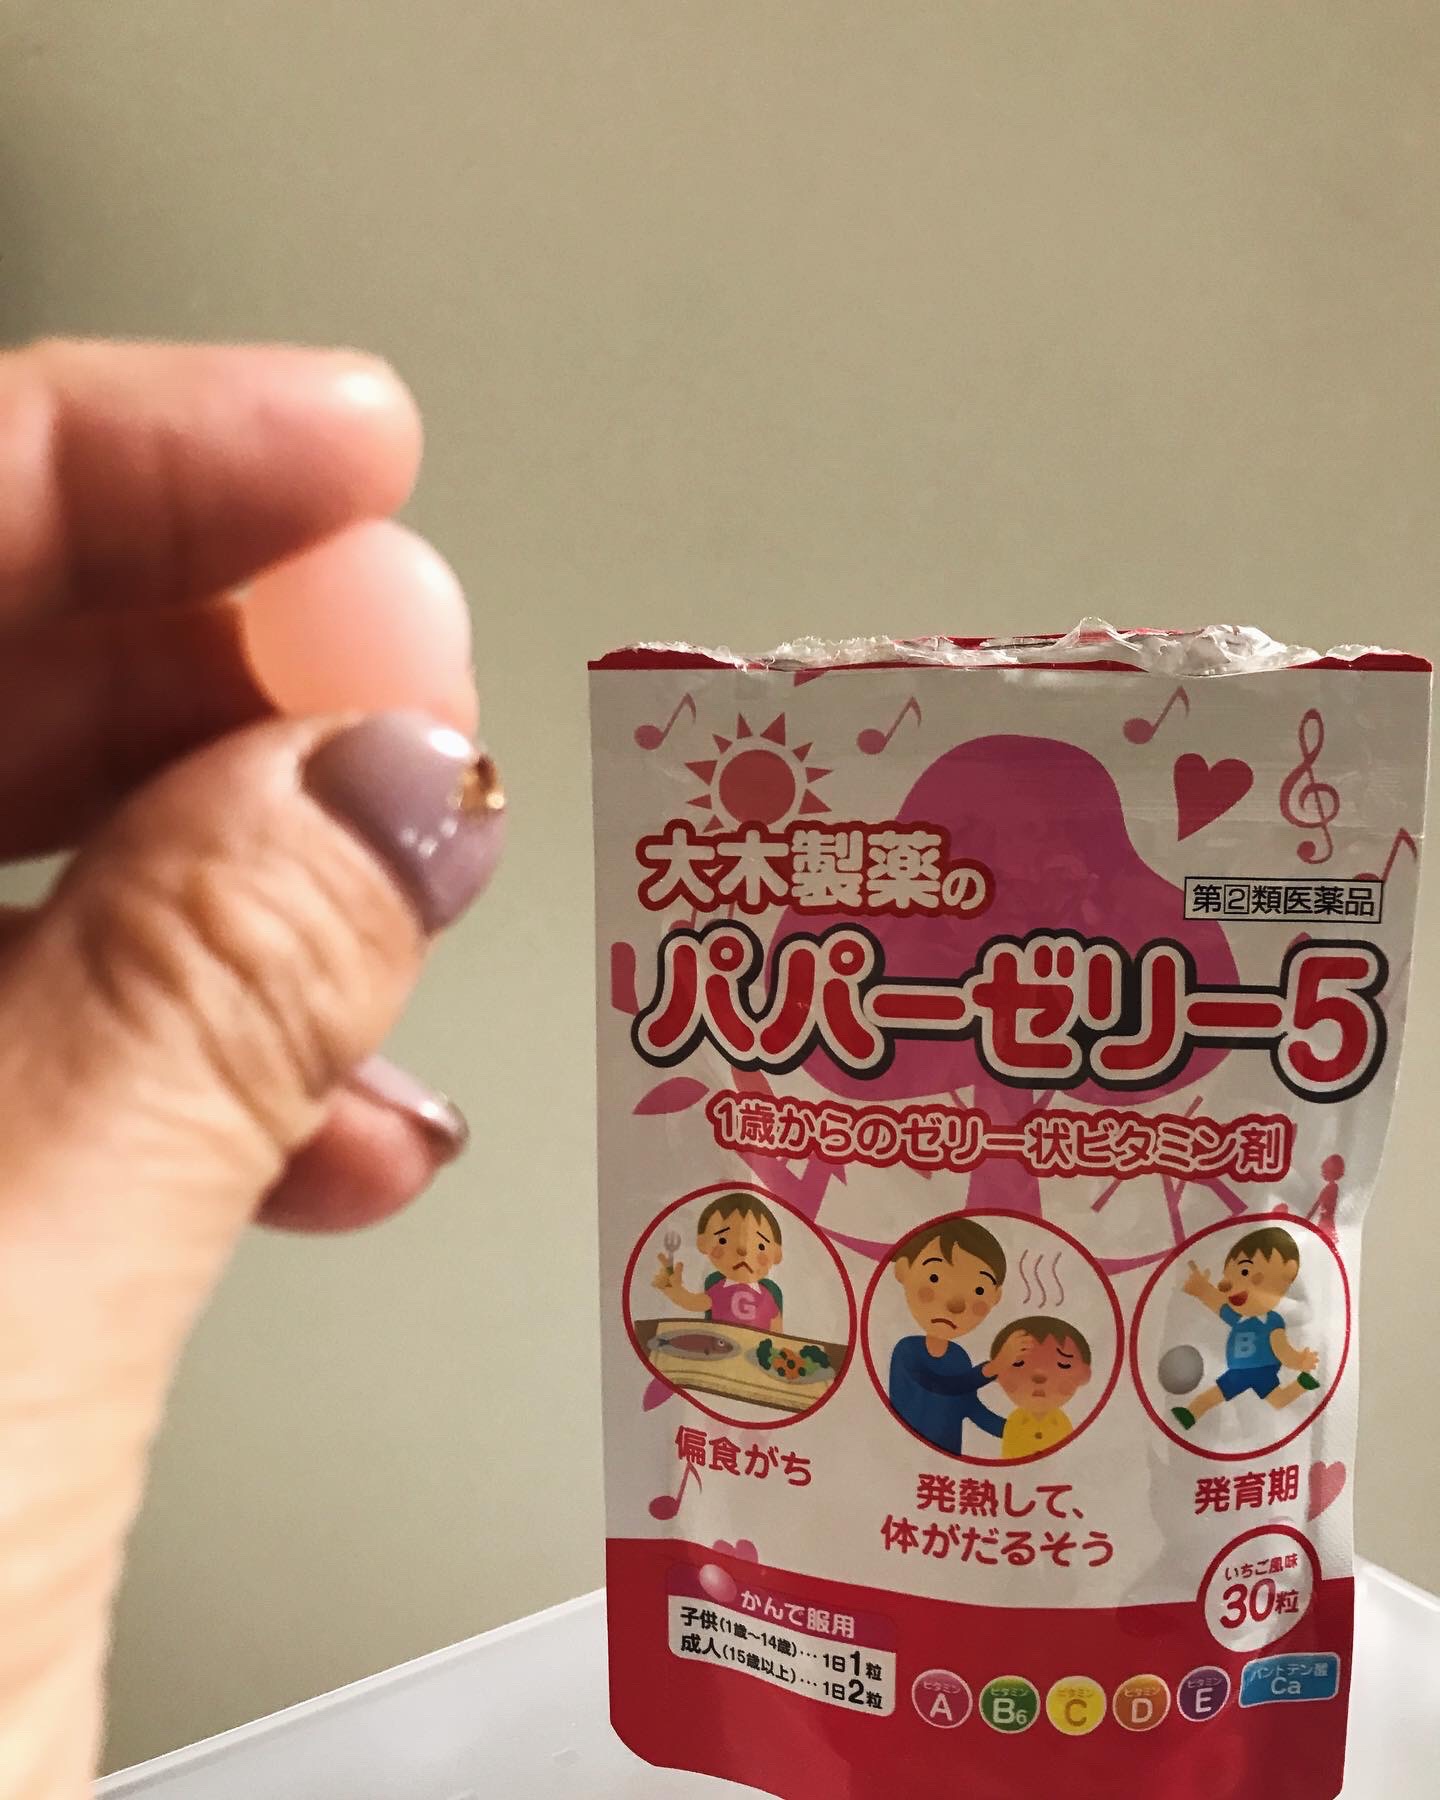 大木製薬の
第②類医薬品
パパーゼリー5
1歳からのゼリー状ビタミン剤
G
B
偏食がち
発熱して、
体がだるそう
発育期
いちご風味
30粒
かんで服用
子供(1歳〜14歳)…1日1粒
成人(15歳以上)…1日2粒
ビタミン
A
ビタミン
B6
ビタミン
C
ビタミン
D
ビタミン
E
パントテン酸
Ca